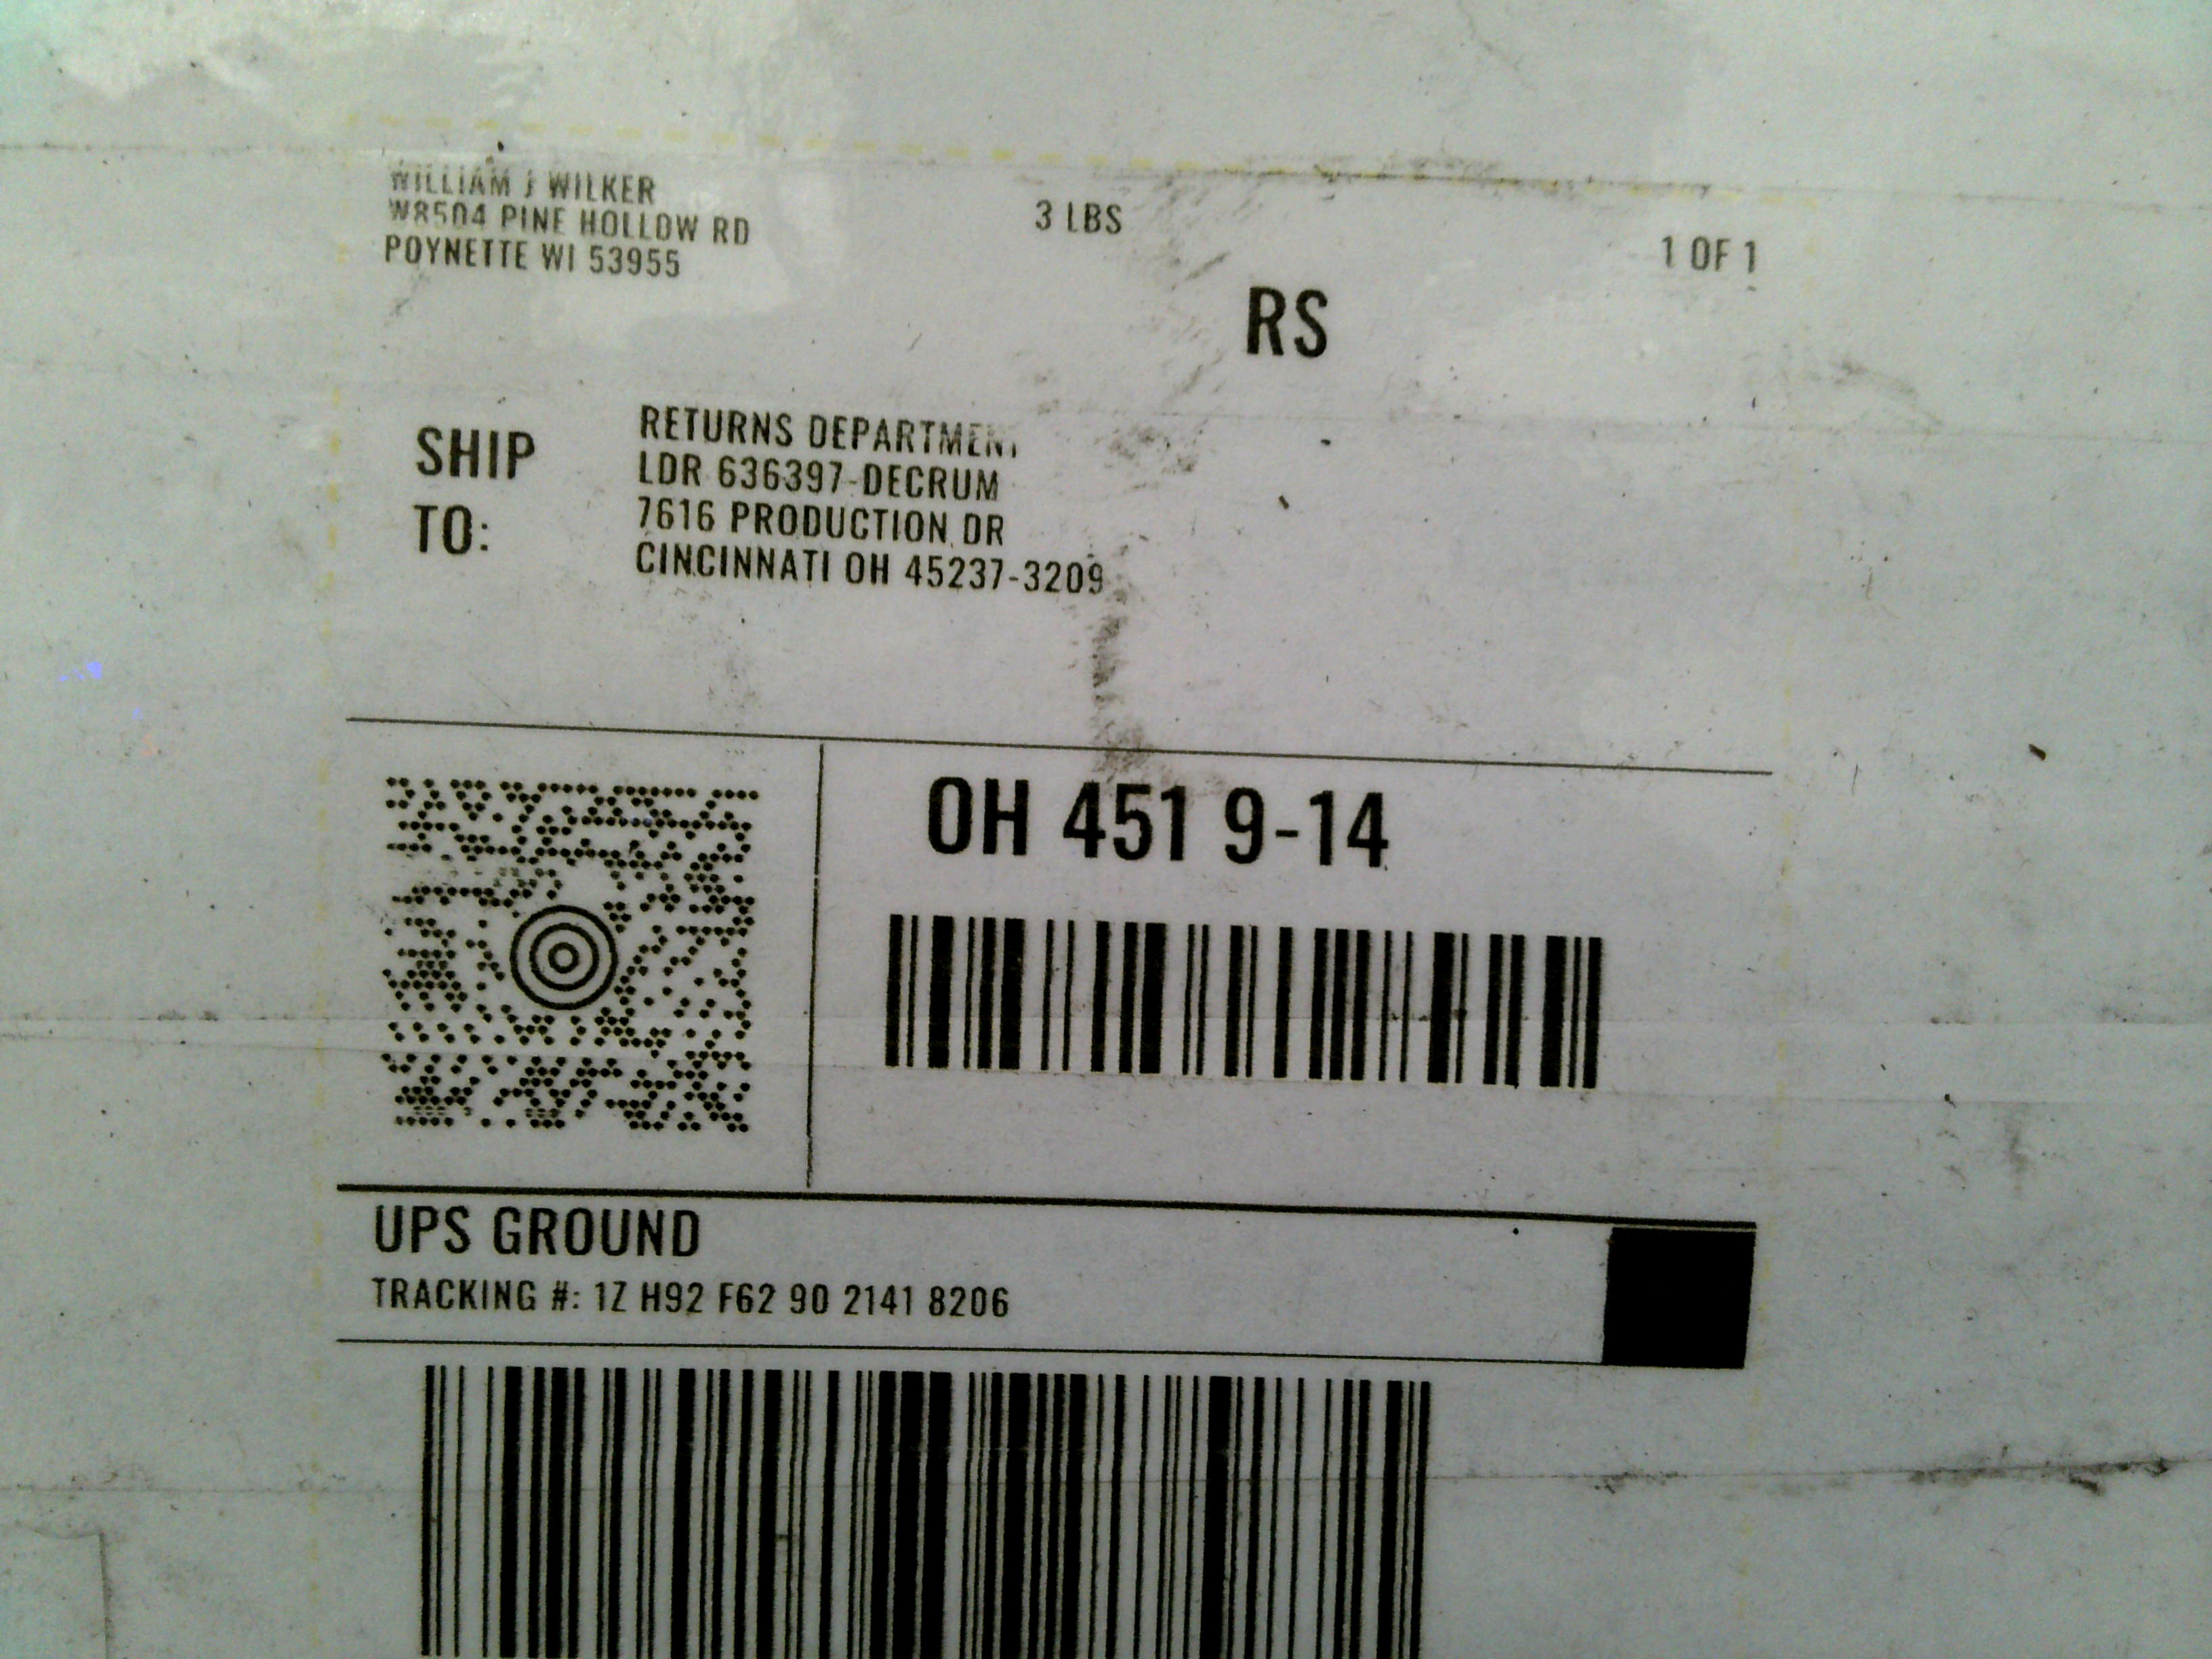 WILLIAM J WILKER
W8504 PINE HOLLOW RD
POYNETTE WI 53955
3 LBS
1 OF 1
RS
SHIP TO:
RETURNS DEPARTMENT
LDR 636397-DECRUM
7616 PRODUCTION DR
CINCINNATI OH 45237-3209
OH 451 9-14
UPS GROUND
TRACKING #: 1Z H92 F62 90 2141 8206